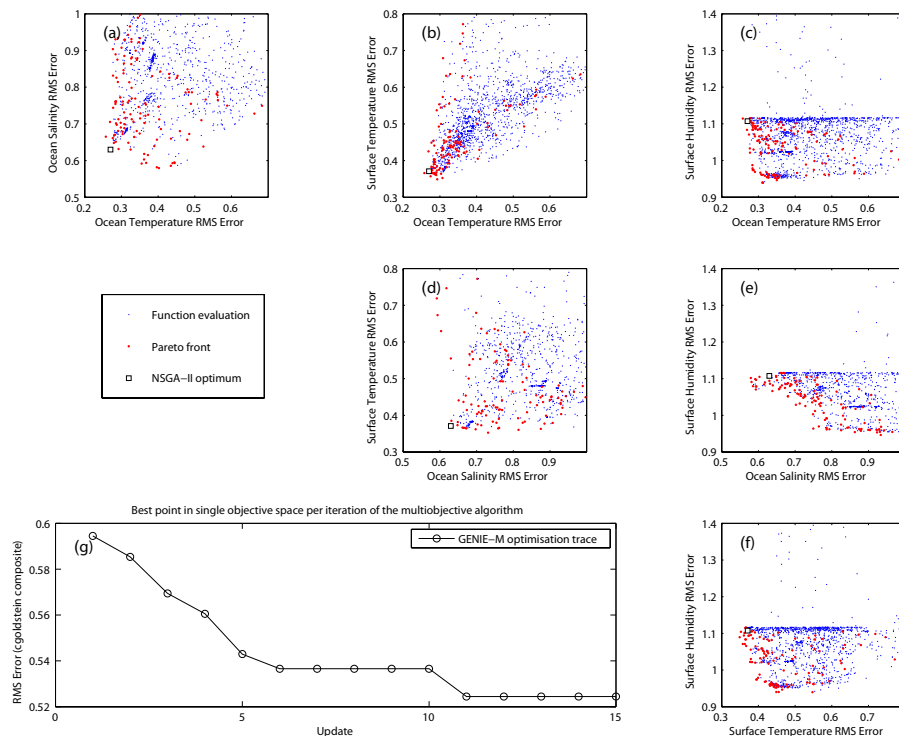 (a)
Ocean Salinity RMS Error
1
0.9
0.8
0.7
0.6
0.5
0.2 0.3 0.4 0.5 0.6
Ocean Temperature RMS Error
(b)
Surface Temperature RMS Error
0.8
0.7
0.6
0.5
0.4
0.3
0.2 0.3 0.4 0.5 0.6
Ocean Temperature RMS Error
(c)
Surface Humidity RMS Error
1.4
1.3
1.2
1.1
1
0.9
0.2 0.3 0.4 0.5 0.6
Ocean Temperature RMS Error
Function evaluation
Pareto front
NSGA−II optimum
(d)
Surface Temperature RMS Error
0.8
0.7
0.6
0.5
0.4
0.3
0.5 0.6 0.7 0.8 0.9
Ocean Salinity RMS Error
(e)
Surface Humidity RMS Error
1.4
1.3
1.2
1.1
1
0.9
0.5 0.6 0.7 0.8 0.9
Ocean Salinity RMS Error
Best point in single objective space per iteration of the multiobjective algorithm
(g)
GENIE−M optimisation trace
RMS Error (cgoldstein composite)
0.6
0.58
0.56
0.54
0.52
0 5 10 15
Update
(f)
Surface Humidity RMS Error
1.4
1.3
1.2
1.1
1
0.9
0.3 0.4 0.5 0.6 0.7
Surface Temperature RMS Error